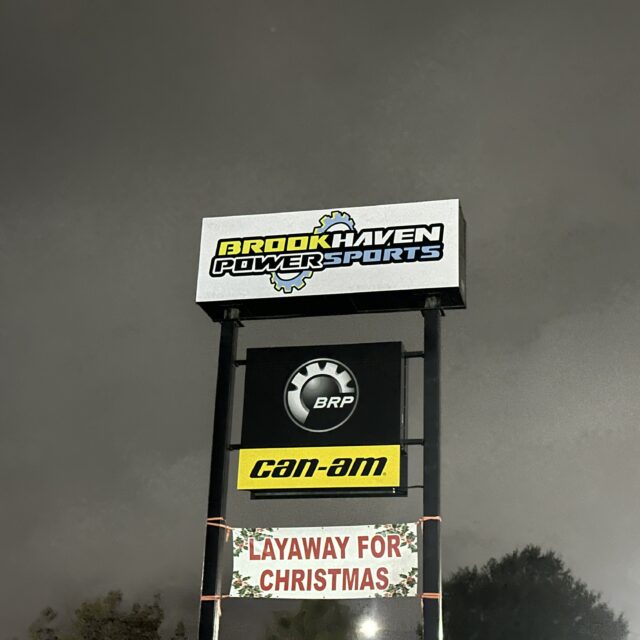 BROOKHAVEN
POWERSPORTS
BRP
can-am
LAYAWAY FOR
CHRISTMAS